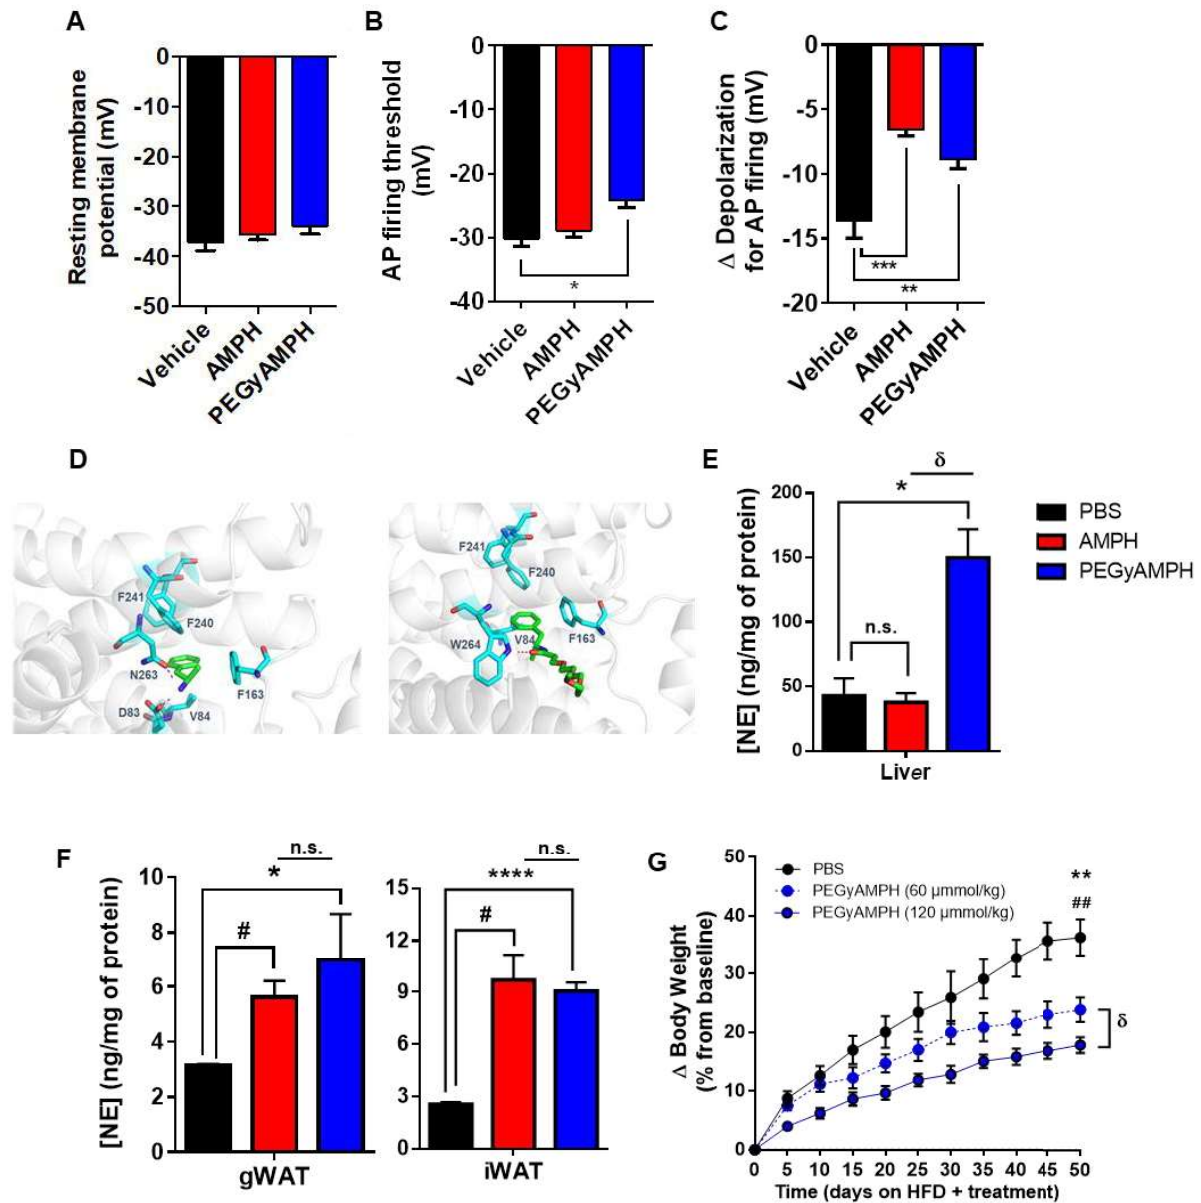 A
Resting membrane
potential (mV)
0
-10
-20
-30
-40
-50
Vehicle
AMPH
PEGyAMPH
B
AP firing threshold
(mV)
0
-10
-20
-30
-40
*
Vehicle
AMPH
PEGyAMPH
C
Δ Depolarization
for AP firing (mV)
0
-5
-10
-15
-20
***
**
Vehicle
AMPH
PEGyAMPH
D
F241
F240
N263
F163
D83
V84
F241
F240
W264
V84
F163
E
[NE] (ng/mg of protein)
200
150
100
50
0
δ
*
n.s.
Liver
PBS
AMPH
PEGyAMPH
F
[NE] (ng/mg of protein)
10
8
6
4
2
0
n.s.
*
#
gWAT
15
12
9
6
3
0
n.s.
****
#
iWAT
G
Δ Body Weight
(% from baseline)
50
40
30
20
10
0
PBS
PEGyAMPH (60 µmmol/kg)
PEGyAMPH (120 µmmol/kg)
**
##
δ
0 5 10 15 20 25 30 35 40 45 50
Time (days on HFD + treatment)